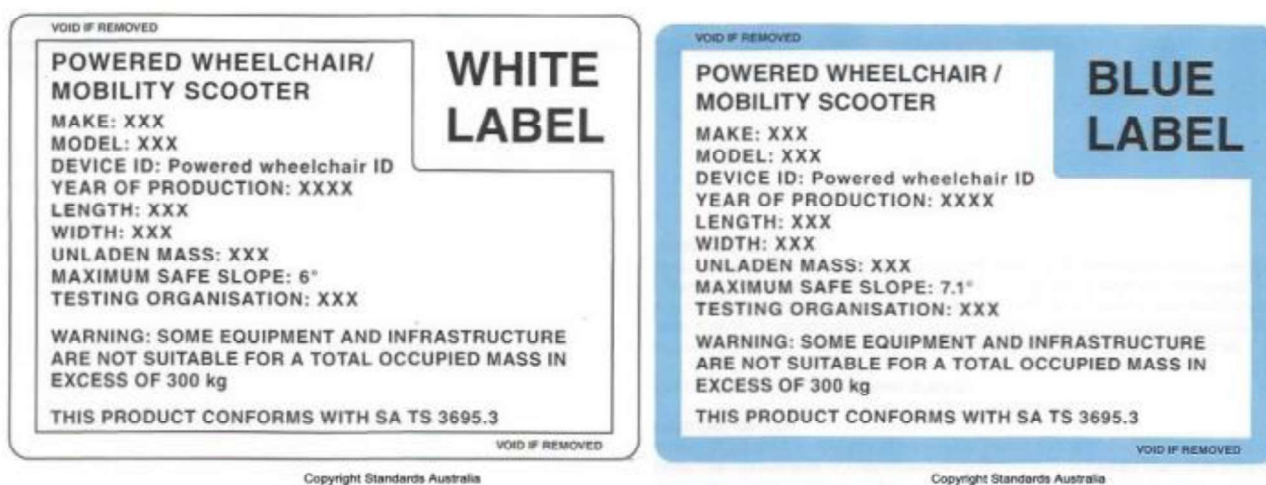 VOID IF REMOVED
POWERED WHEELCHAIR/
MOBILITY SCOOTER
WHITE
LABEL
MAKE: XXX
MODEL: XXX
DEVICE ID: Powered wheelchair ID
YEAR OF PRODUCTION: XXXX
LENGTH: XXX
WIDTH: XXX
UNLADEN MASS: XXX
MAXIMUM SAFE SLOPE: 6°
TESTING ORGANISATION: XXX
WARNING: SOME EQUIPMENT AND INFRASTRUCTURE
ARE NOT SUITABLE FOR A TOTAL OCCUPIED MASS IN
EXCESS OF 300 kg
THIS PRODUCT CONFORMS WITH SA TS 3695.3
VOID IF REMOVED
Copyright Standards Australia
VOID IF REMOVED
POWERED WHEELCHAIR /
MOBILITY SCOOTER
BLUE
LABEL
MAKE: XXX
MODEL: XXX
DEVICE ID: Powered wheelchair ID
YEAR OF PRODUCTION: XXXX
LENGTH: XXX
WIDTH: XXX
UNLADEN MASS: XXX
MAXIMUM SAFE SLOPE: 7.1°
TESTING ORGANISATION: XXX
WARNING: SOME EQUIPMENT AND INFRASTRUCTURE
ARE NOT SUITABLE FOR A TOTAL OCCUPIED MASS IN
EXCESS OF 300 kg
THIS PRODUCT CONFORMS WITH SA TS 3695.3
VOID IF REMOVED
Copyright Standards Australia